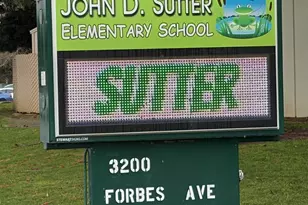 JOHN D. SUTTER
ELEMENTARY SCHOOL
SUTTER
3200
FORBES AVE